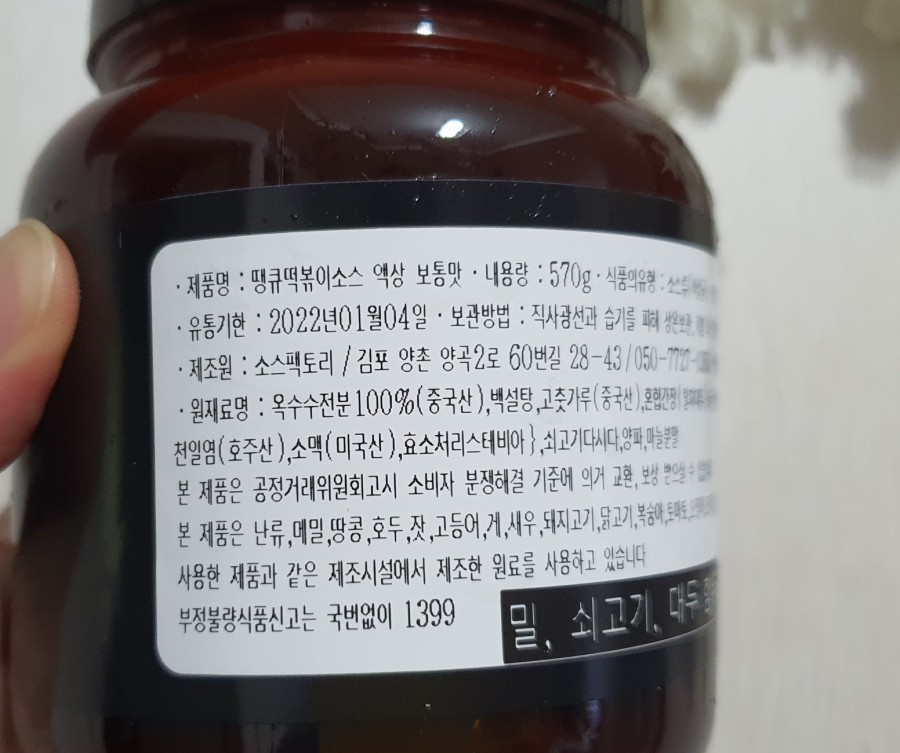 · 제품명 : 땡큐떡볶이소스 액상 보통맛 · 내용량 : 570g · 식품의유형 :
· 유통기한 : 2022년01월04일 · 보관방법 : 직사광선과 습기를 피해
· 제조원 : 소스팩토리 / 김포 양촌 양곡2로 60번길 28-43 / 050-7727-
· 원재료명 : 옥수수전분100%(중국산),백설탕,고춧가루(중국산),혼합간장
천일염(호주산),소맥(미국산),효소처리스테비아},쇠고기다시다,양파,마늘분말
본 제품은 공정거래위원회고시 소비자 분쟁해결 기준에 의거 교환, 보상 받으실 수
본 제품은 난류,메밀,땅콩,호두,잣,고등어,게,새우,돼지고기,닭고기,복숭아,토마토,
사용한 제품과 같은 제조시설에서 제조한 원료를 사용하고 있습니다
부정불량식품신고는 국번없이 1399
밀, 쇠고기, 대두